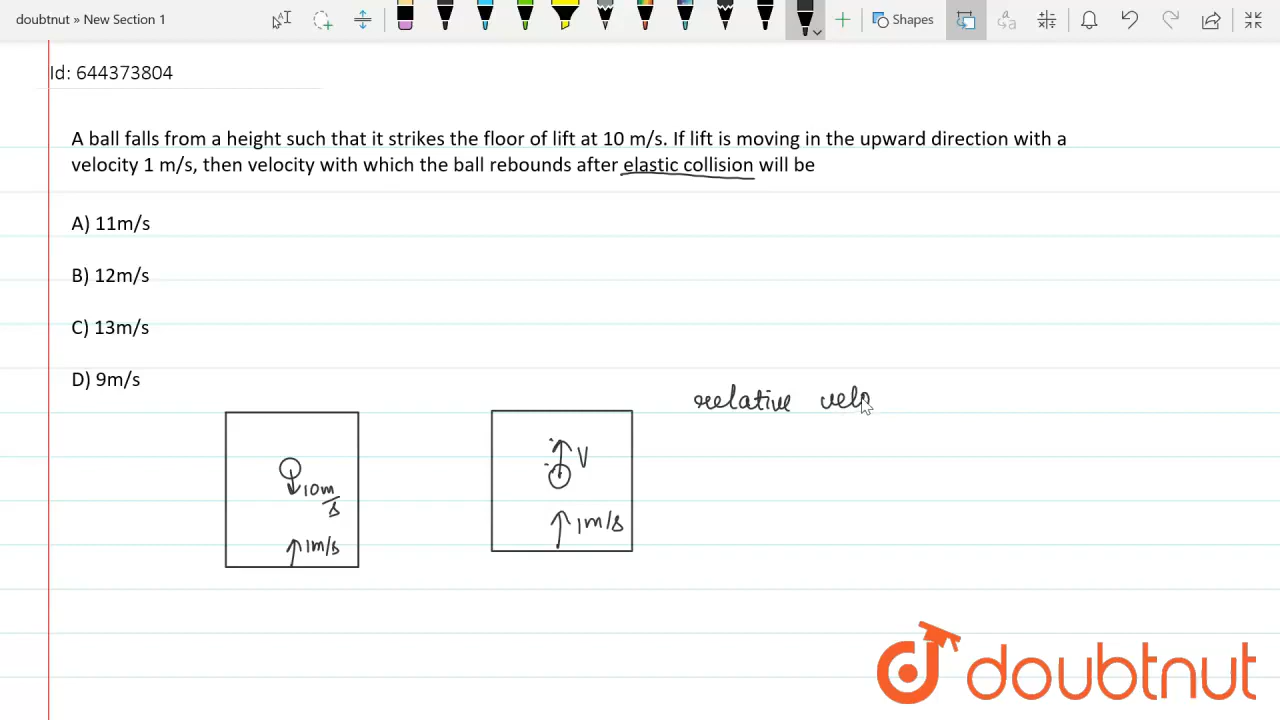 doubtnut » New Section 1
Shapes
Id: 644373804
A ball falls from a height such that it strikes the floor of lift at 10 m/s. If lift is moving in the upward direction with a
velocity 1 m/s, then velocity with which the ball rebounds after elastic collision will be
A) 11m/s
B) 12m/s
C) 13m/s
D) 9m/s
relative velo
10m/s
1m/s
V
1m/s
doubtnut